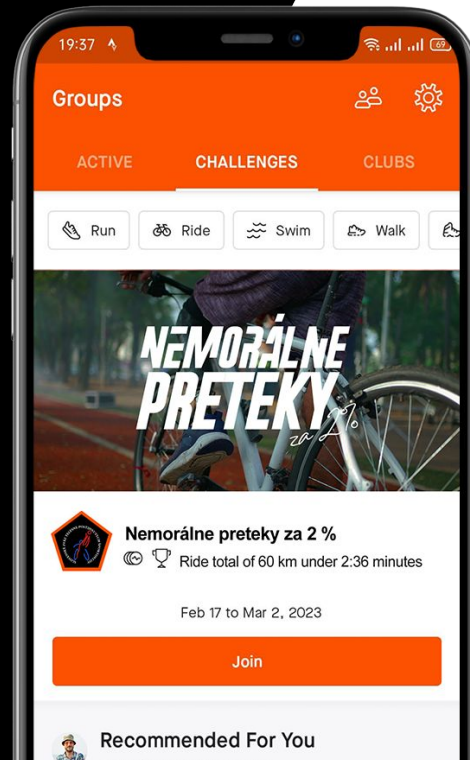 19:37
69
Groups
ACTIVE CHALLENGES CLUBS
Run Ride Swim Walk
NEMORÁLNE
PRETEKY
za 2%
Nemorálne preteky za 2 %
Ride total of 60 km under 2:36 minutes
Feb 17 to Mar 2, 2023
Join
Recommended For You